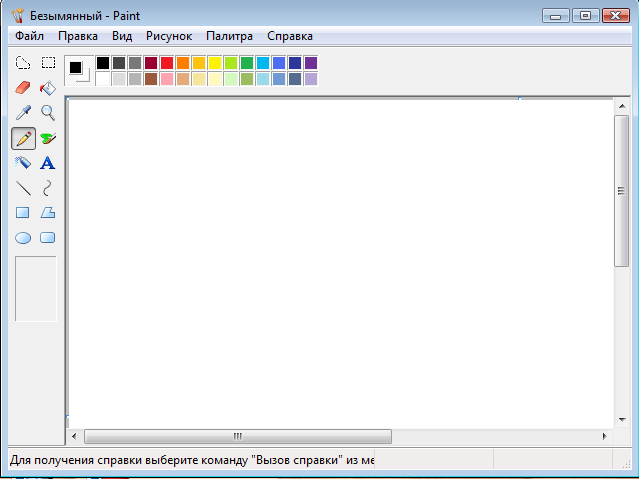 Безымянный - Paint
Файл Правка Вид Рисунок Палитра Справка
A
Для получения справки выберите команду "Вызов справки" из ме